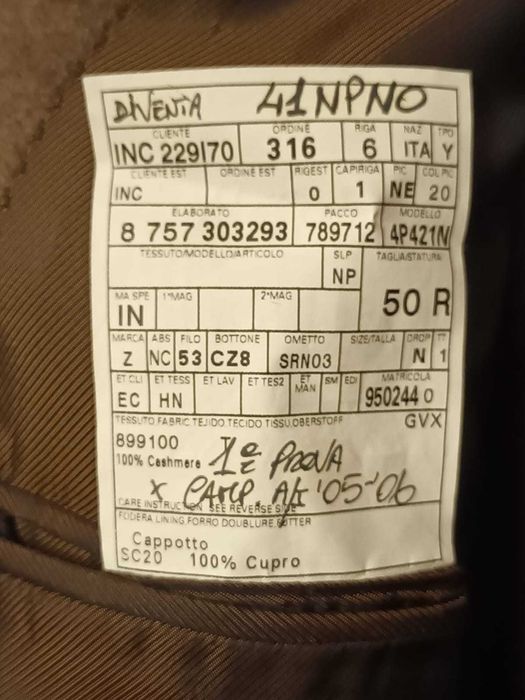 DIVENTA 41NPNO
CLIENTE ORDINE RIGA NAZ TPO
INC 229170 316 6 ITA Y
CLIENTE EST ORDINE EST RIGEST CAPIRIGA PIC COL PIC
INC 0 1 NE 20
ELABORATO PACCO MODELLO
8 757 303293 789712 4P421N
TESSUTO/MODELLO/ARTICOLO SLP TAGLIA/STATURA
NP 50 R
MA SPE 1°MAG 2°MAG
IN
MARCA ABS FILO BOTTONE OMETTO SIZE/TALLA DROP TT
Z NC 53 CZ8 SRN03 N 1
ET CLI ET TESS ET LAV ET TES2 ET MAN SM EDI MATRICOLA
EC HN 950244 0
TESSUTO FABRIC TEJIDO TECIDO TISSU,OBERSTOFF GVX
899100
100% Cashmere 1a PROVA
X CAMP. A/I '05-'06
CARE INSTRUCTION SEE REVERSE SIDE
FODERA LINING FORRO DOUBLURE FUTTER
Cappotto
SC20 100% Cupro